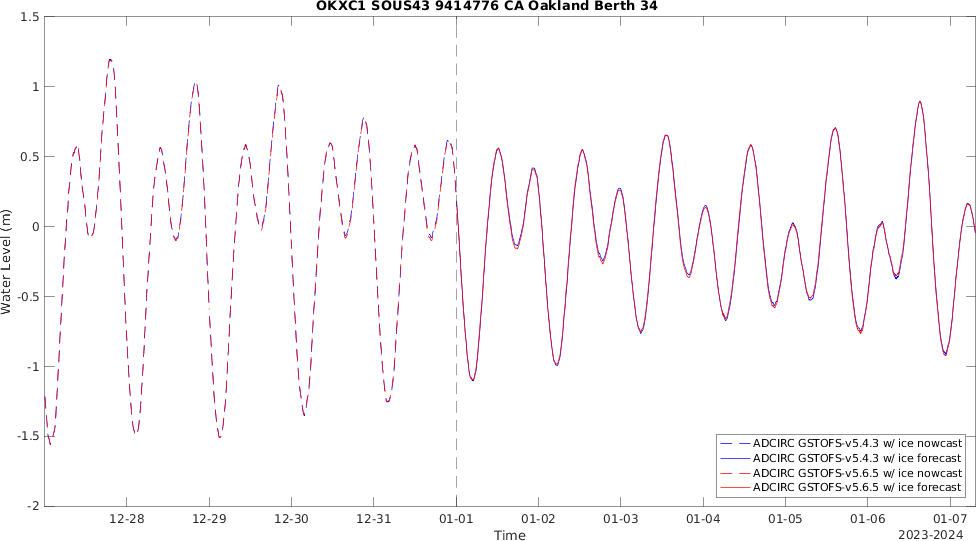 OKXC1 SOUS43 9414776 CA Oakland Berth 34
1.5
1
0.5
0
-0.5
-1
-1.5
-2
Water Level (m)
ADCIRC GSTOFS-v5.4.3 w/ ice nowcast
ADCIRC GSTOFS-v5.4.3 w/ ice forecast
ADCIRC GSTOFS-v5.6.5 w/ ice nowcast
ADCIRC GSTOFS-v5.6.5 w/ ice forecast
12-28 12-29 12-30 12-31 01-01 01-02 01-03 01-04 01-05 01-06 01-07
Time
2023-2024